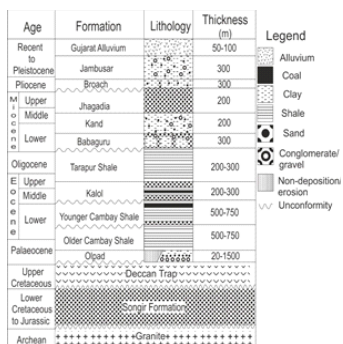 Age Formation Lithology Thickness (m)
Recent to Pleistocene Gujarat Alluvium 50-100
Jambusar 300
Pliocene Broach 300
Miocene Upper Jhagadia 200
Middle Kand 200
Lower Babaguru 300
Oligocene Tarapur Shale 200-300
Eocene Upper
Middle Kalol 200-300
Lower Younger Cambay Shale 500-750
Older Cambay Shale 500-750
Palaeocene Olpad 20-1500
Upper Cretaceous Deccan Trap
Lower Cretaceous to Jurassic Songir Formation
Archean Granite
Legend
Alluvium
Coal
Clay
Shale
Sand
Conglomerate/
gravel
Non-deposition/
erosion
Unconformity